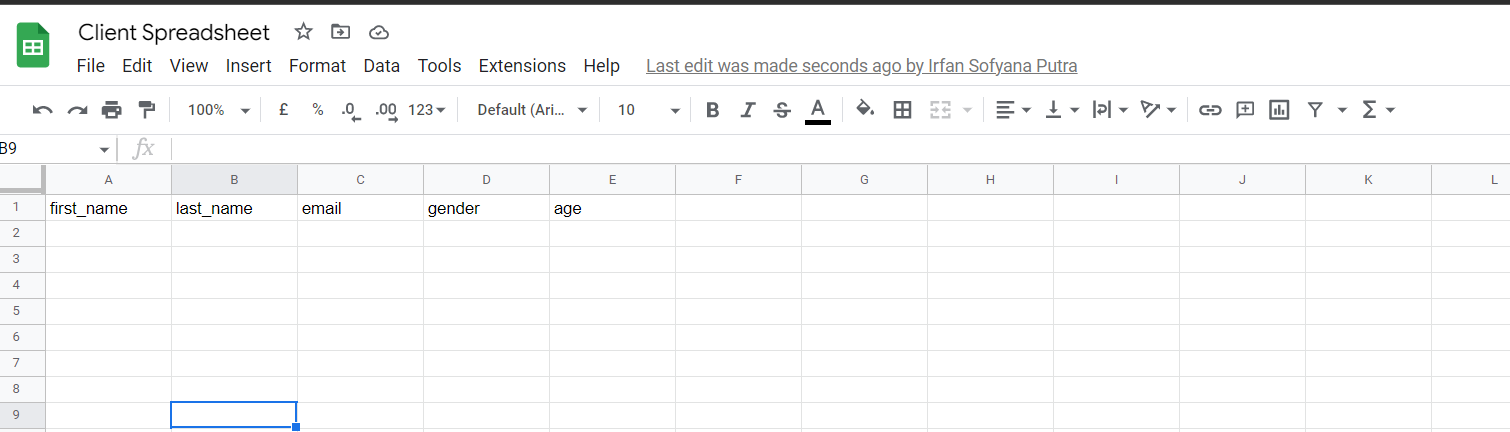 Client Spreadsheet
File Edit View Insert Format Data Tools Extensions Help Last edit was made seconds ago by Irfan Sofyana Putra
100% £ % .0 .00 123 Default (Ari... 10 B I S A Σ
B9 fx
A B C D E F G H I J K L
1 first_name last_name email gender age
2
3
4
5
6
7
8
9